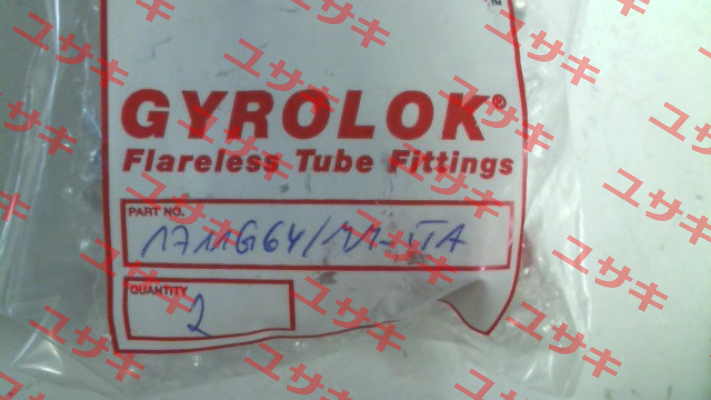 GYROLOK®
Flareless Tube Fittings
PART NO.
QUANTITY
2
ユサキ